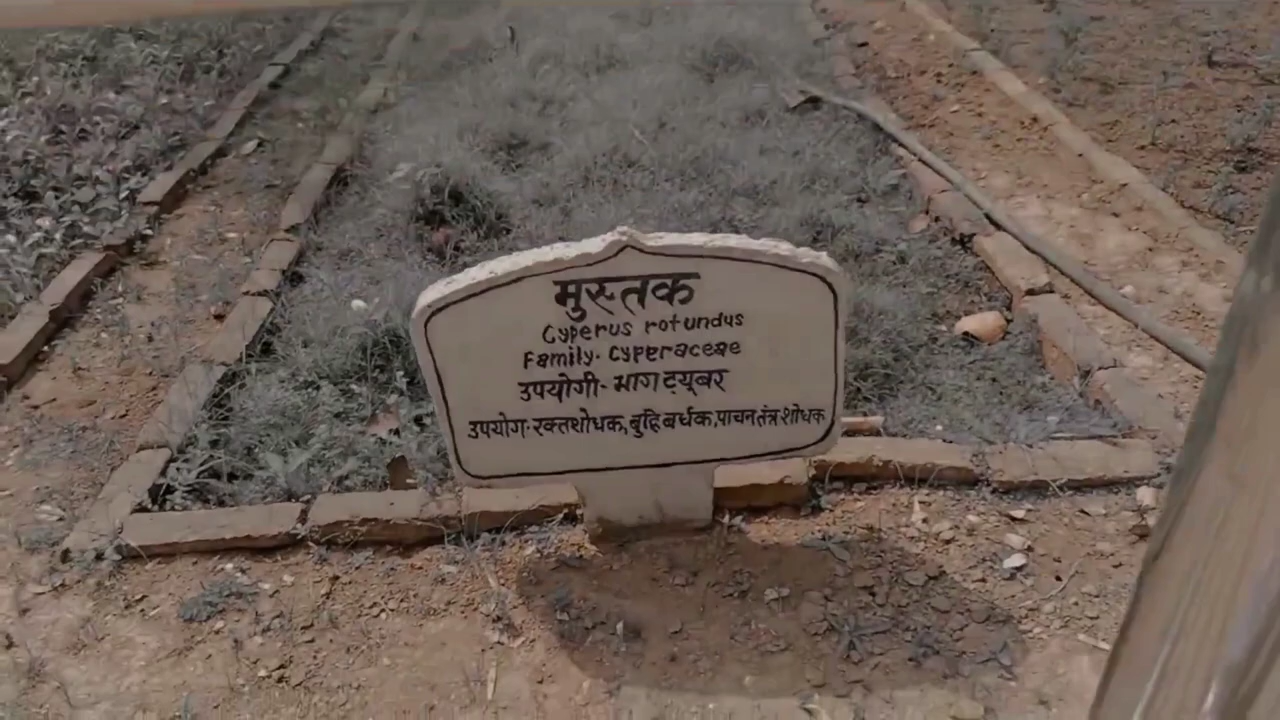 मुस्तक
Cyperus rotundus
Family. Cyperaceae
उपयोगी- भाग ट्यूबर
उपयोग-रक्तशोधक,बुद्दिबर्धक,पाचन तंत्र शोधक